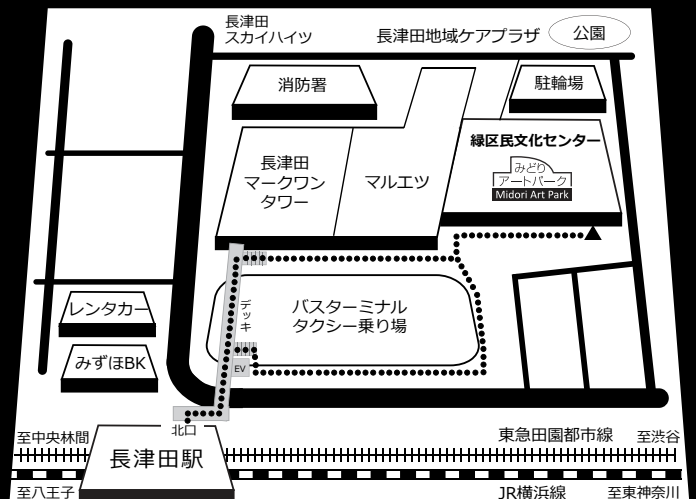 長津田
スカイハイツ
長津田地域ケアプラザ
公園
消防署
駐輪場
緑区民文化センター
みどり
アートパーク
Midori Art Park
長津田
マークワン
タワー
マルエツ
レンタカー
デッキ
バスターミナル
タクシー乗り場
みずほBK
EV
北口
至中央林間
東急田園都市線
至渋谷
長津田駅
至八王子
JR横浜線
至東神奈川